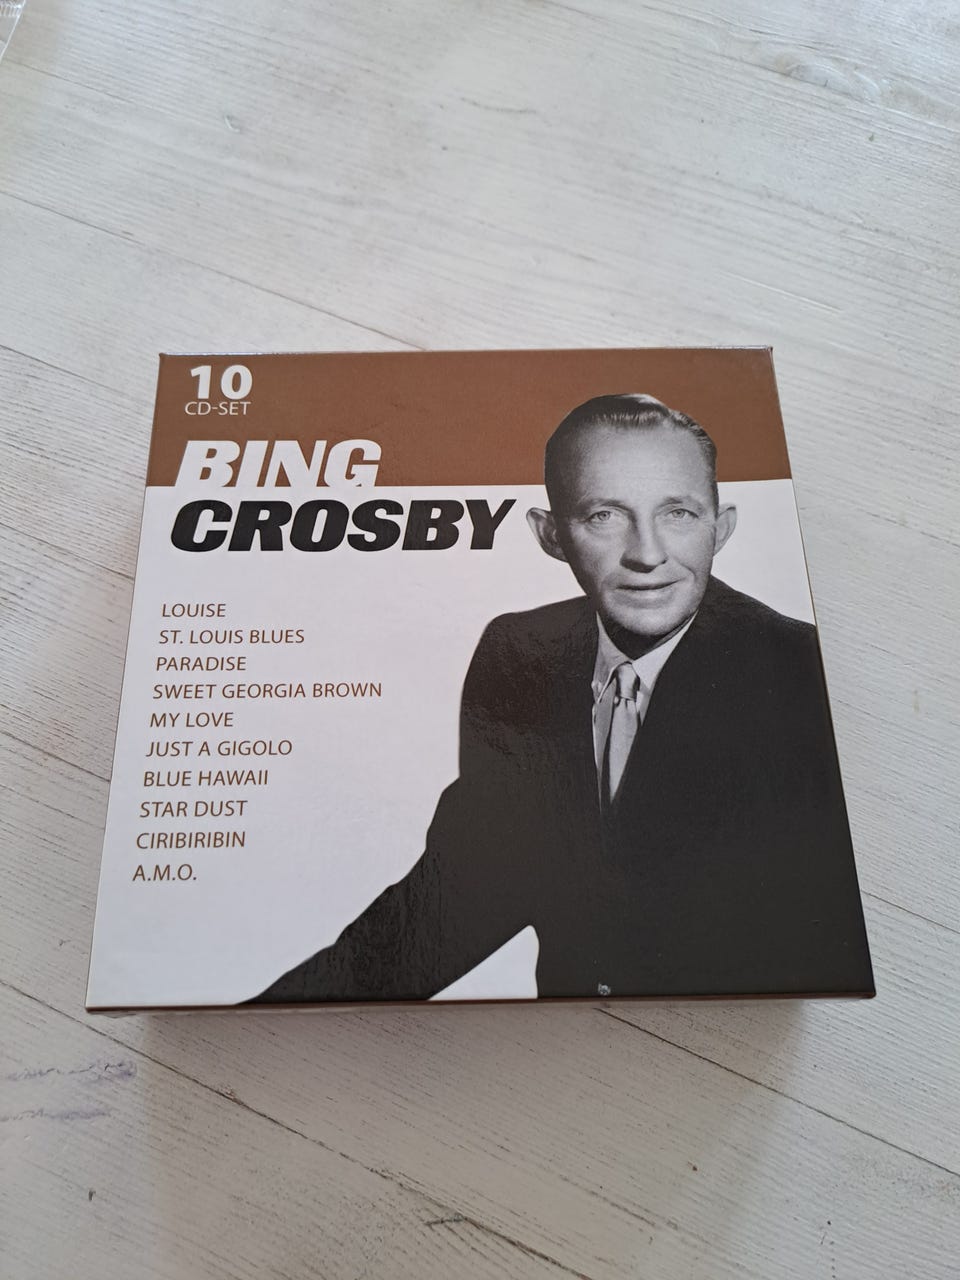 10
CD-SET
BING
CROSBY
LOUISE
ST. LOUIS BLUES
PARADISE
SWEET GEORGIA BROWN
MY LOVE
JUST A GIGOLO
BLUE HAWAII
STAR DUST
CIRIBIRIBIN
A.M.O.